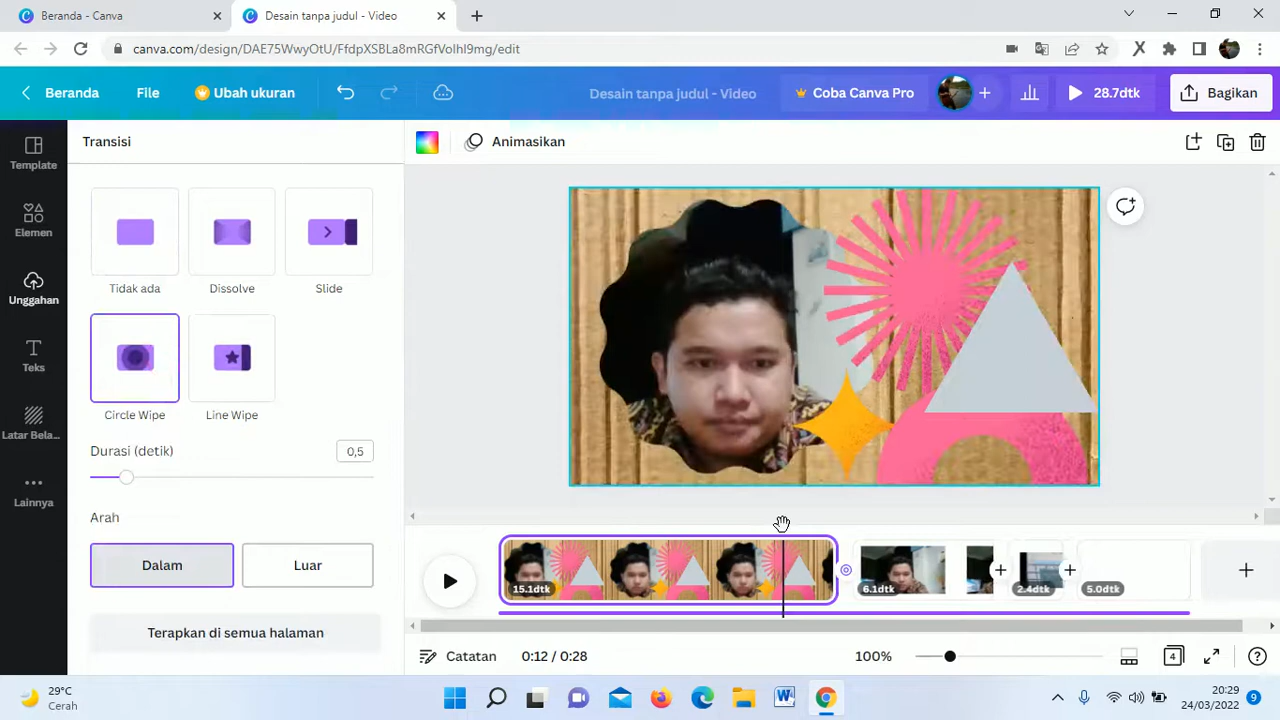 Beranda - Canva
Desain tanpa judul - Video
canva.com/design/DAE75WwyOtU/FfdpXSBLa8mRGfVolhI9mg/edit
Beranda
File
Ubah ukuran
Desain tanpa judul - Video
Coba Canva Pro
28.7dtk
Bagikan
Template
Elemen
Unggahan
Teks
Latar Bela...
Lainnya
Transisi
Animasikan
Tidak ada
Dissolve
Slide
Circle Wipe
Line Wipe
Durasi (detik)
0,5
Arah
Dalam
Luar
Terapkan di semua halaman
15.1dtk
6.1dtk
2.4dtk
5.0dtk
Catatan
0:12 / 0:28
100%
4
29°C
Cerah
20:29
24/03/2022
9